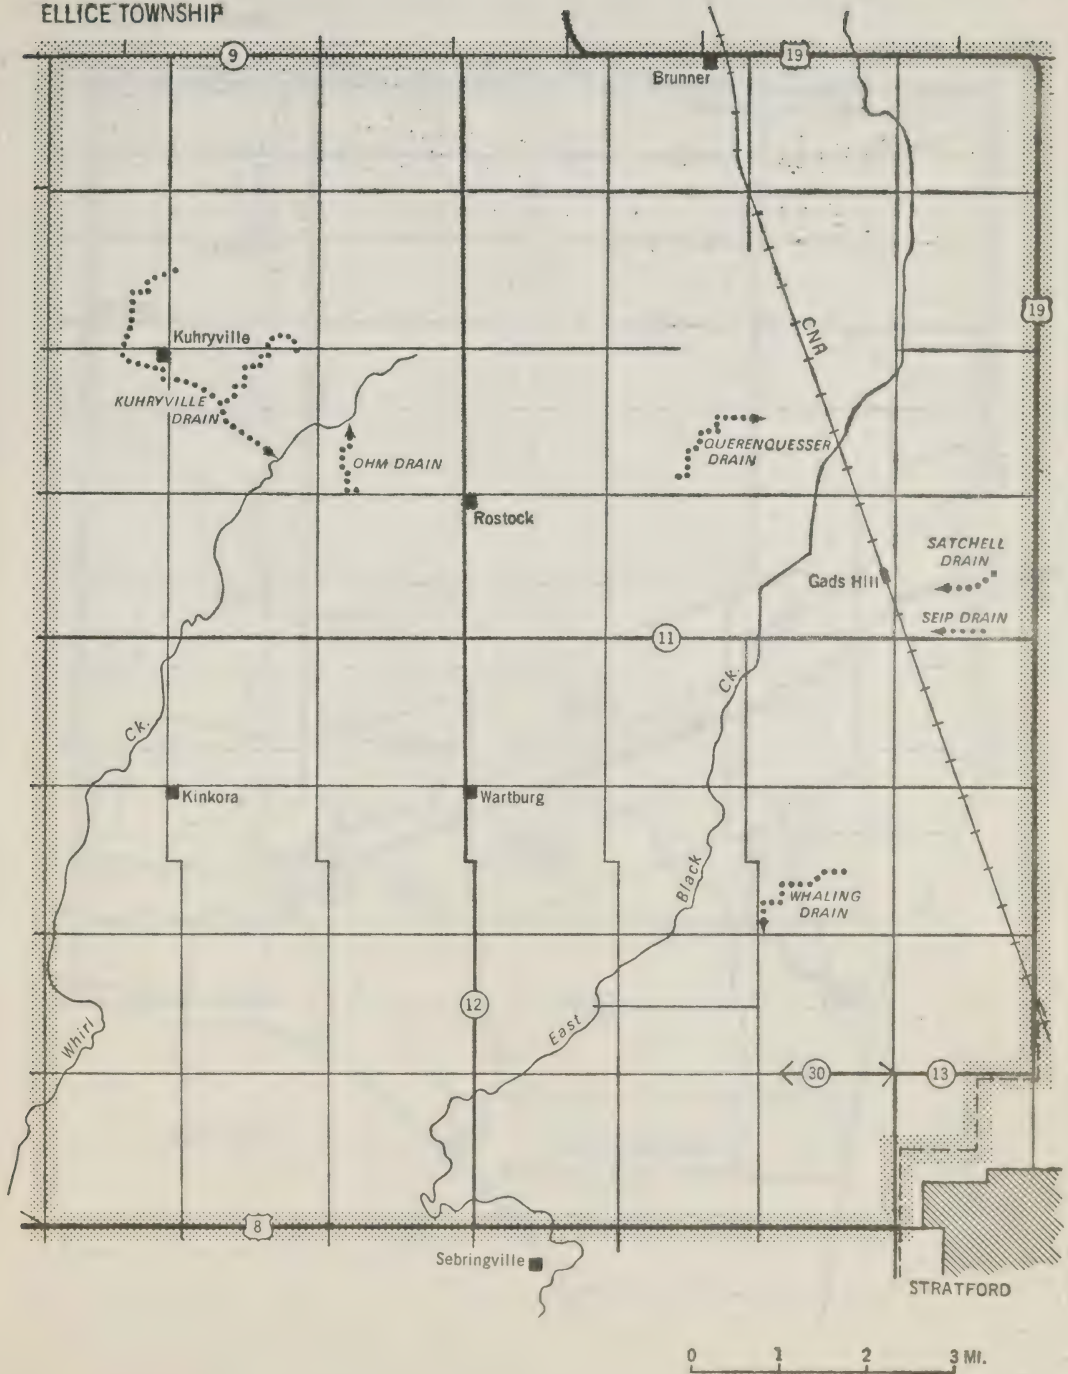 ELLICE TOWNSHIP
9
19
Brunner
19
CNR
Kuhryville
KUHRYVILLE
DRAIN
OHM DRAIN
QUERENQUESSER
DRAIN
Rostock
SATCHELL
DRAIN
Gads Hill
SEIP DRAIN
11
Ck.
Ck.
Kinkora
Wartburg
Black
WHALING
DRAIN
12
East
Whirl
30
13
8
Sebringville
STRATFORD
0 1 2 3 MI.